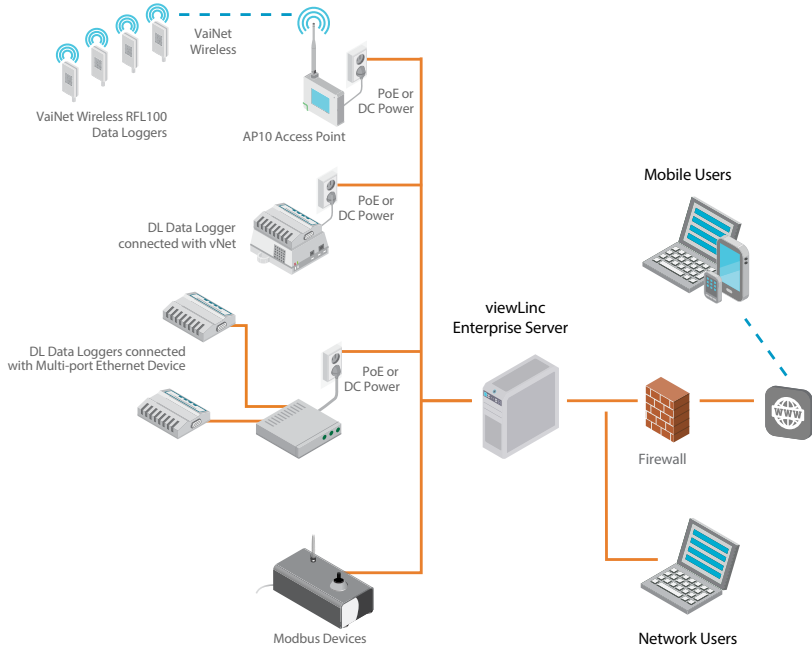 VaiNet
Wireless
VaiNet Wireless RFL100
Data Loggers
AP10 Access Point
PoE or
DC Power
DL Data Logger
connected with vNet
PoE or
DC Power
Mobile Users
viewLinc
Enterprise Server
DL Data Loggers connected
with Multi-port Ethernet Device
PoE or
DC Power
WWW
Firewall
Modbus Devices
Network Users